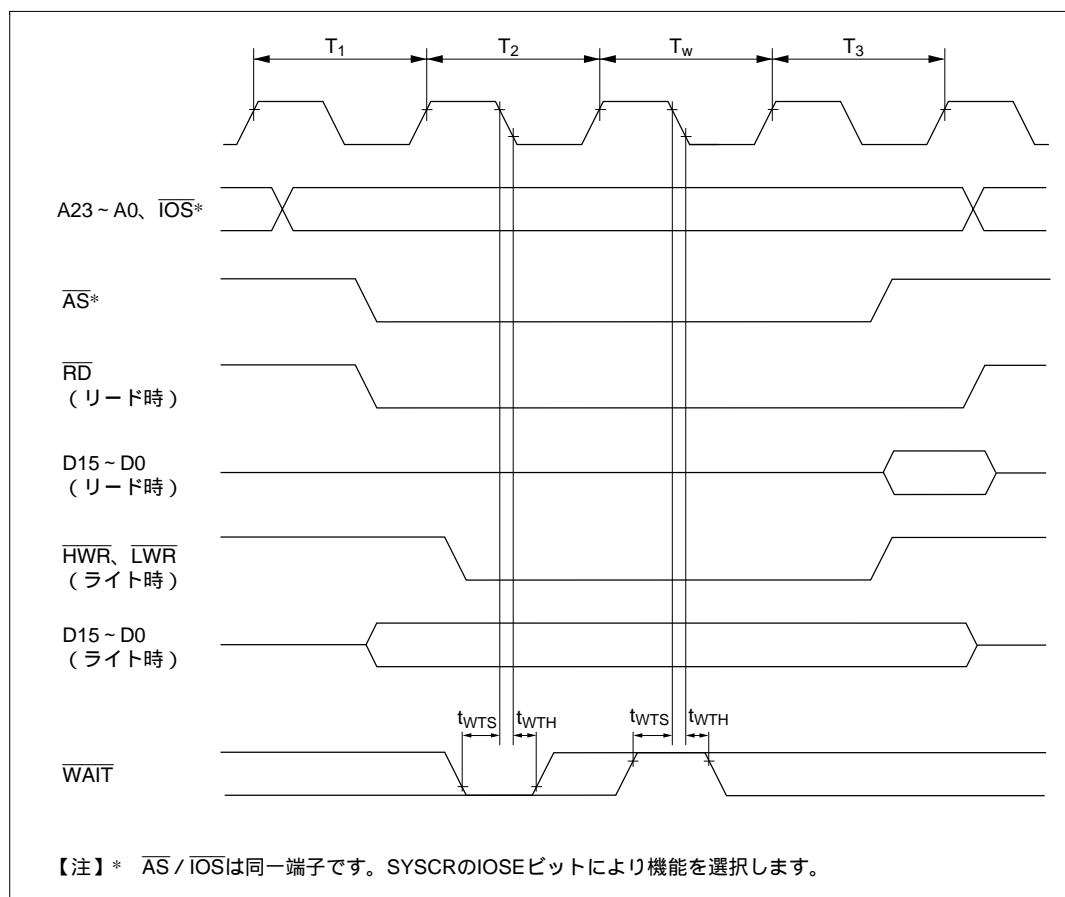 T1 T2 Tw T3
A23～A0、IOS*
AS*
RD
（リード時）
D15～D0
（リード時）
HWR、LWR
（ライト時）
D15～D0
（ライト時）
tWTS tWTH tWTS tWTH
WAIT
【注】* AS / IOSは同一端子です。SYSCRのIOSEビットにより機能を選択します。